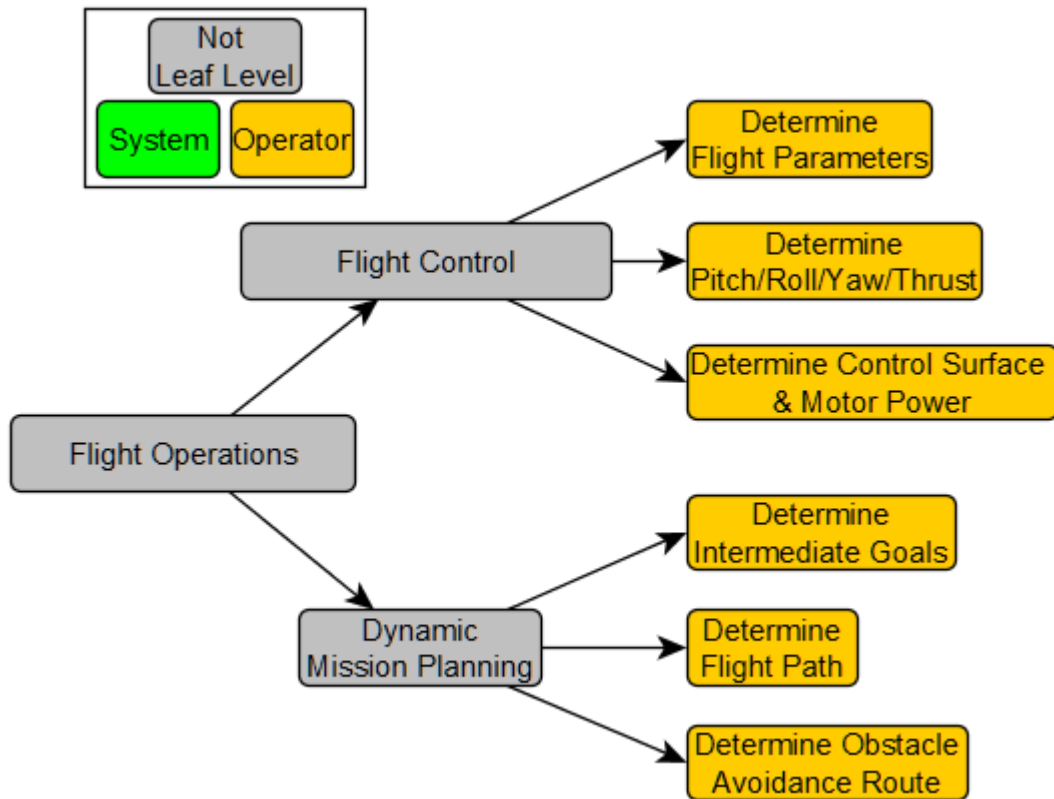 Not
Leaf Level
System
Operator
Determine
Flight Parameters
Flight Control
Determine
Pitch/Roll/Yaw/Thrust
Determine Control Surface
& Motor Power
Flight Operations
Determine
Intermediate Goals
Dynamic
Mission Planning
Determine
Flight Path
Determine Obstacle
Avoidance Route